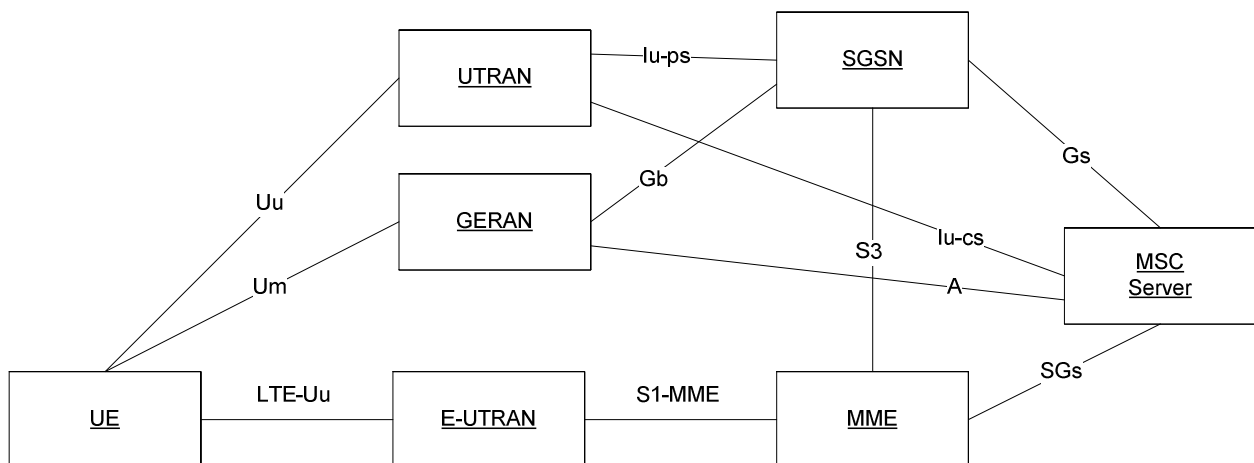 UTRAN
Iu-ps
SGSN
Gs
Uu
GERAN
Gb
Iu-cs
S3
Um
A
MSC
Server
UE
LTE-Uu
E-UTRAN
S1-MME
MME
SGs